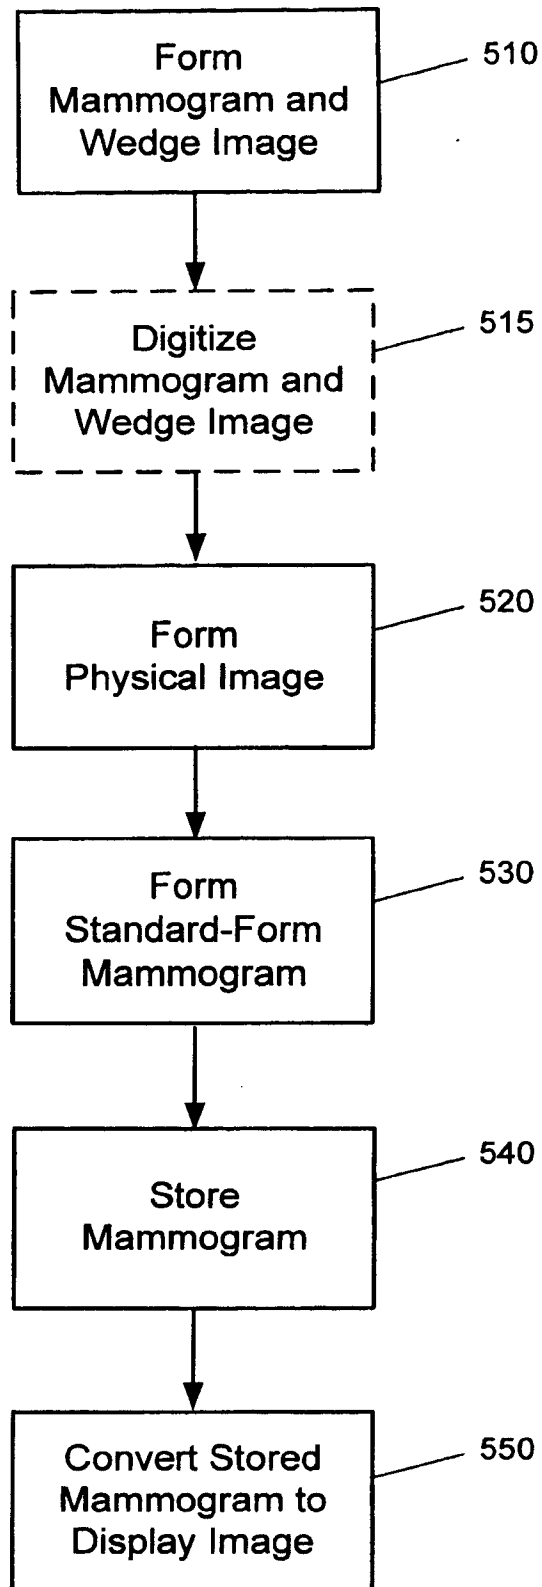 Form
Mammogram and
Wedge Image
510
Digitize
Mammogram and
Wedge Image
515
Form
Physical Image
520
Form
Standard-Form
Mammogram
530
Store
Mammogram
540
Convert Stored
Mammogram to
Display Image
550